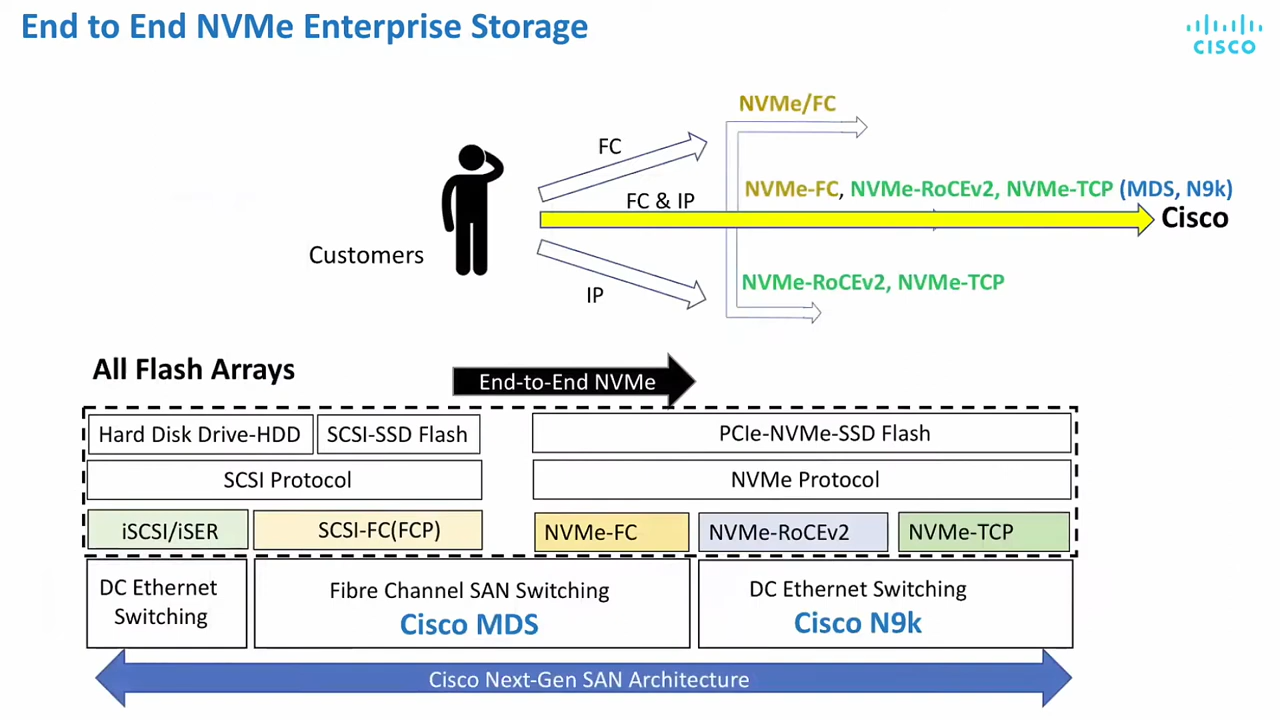 End to End NVMe Enterprise Storage
CISCO
NVMe/FC
FC
NVMe-FC, NVMe-RoCEv2, NVMe-TCP (MDS, N9k)
FC & IP
Cisco
Customers
NVMe-RoCEv2, NVMe-TCP
IP
All Flash Arrays
End-to-End NVMe
Hard Disk Drive-HDD
SCSI-SSD Flash
PCIe-NVMe-SSD Flash
SCSI Protocol
NVMe Protocol
iSCSI/iSER
SCSI-FC(FCP)
NVMe-FC
NVMe-RoCEv2
NVMe-TCP
DC Ethernet
Switching
Fibre Channel SAN Switching
Cisco MDS
DC Ethernet Switching
Cisco N9k
Cisco Next-Gen SAN Architecture